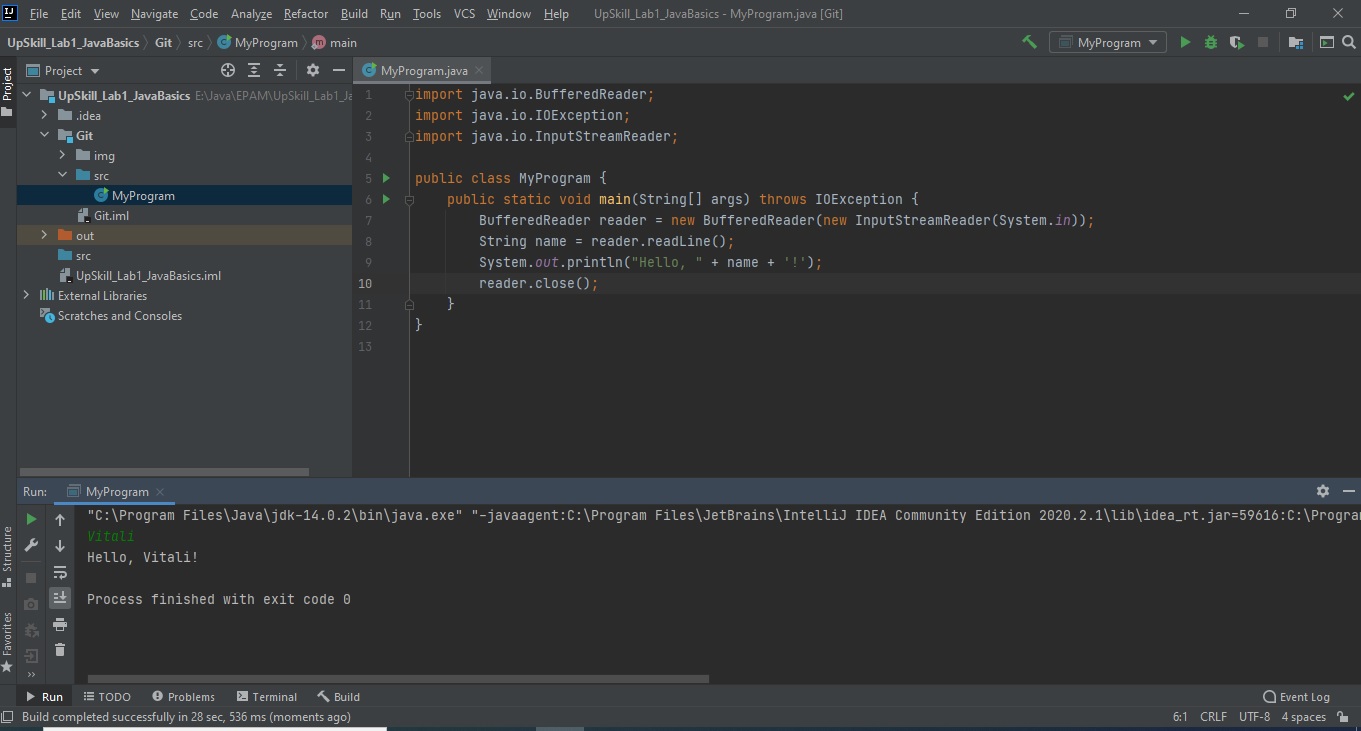 IJ File Edit View Navigate Code Analyze Refactor Build Run Tools VCS Window Help UpSkill_Lab1_JavaBasics - MyProgram.java [Git]
UpSkill_Lab1_JavaBasics Git src MyProgram main MyProgram
Project
Project
MyProgram.java
UpSkill_Lab1_JavaBasics E:\Java\EPAM\UpSkill_Lab1_Ja
.idea
Git
img
src
MyProgram
Git.iml
out
src
UpSkill_Lab1_JavaBasics.iml
External Libraries
Scratches and Consoles
1 import java.io.BufferedReader;
2 import java.io.IOException;
3 import java.io.InputStreamReader;
4
5 public class MyProgram {
6 public static void main(String[] args) throws IOException {
7 BufferedReader reader = new BufferedReader(new InputStreamReader(System.in));
8 String name = reader.readLine();
9 System.out.println("Hello, " + name + '!');
10 reader.close();
11 }
12 }
13
Run: MyProgram
"C:\Program Files\Java\jdk-14.0.2\bin\java.exe" "-javaagent:C:\Program Files\JetBrains\IntelliJ IDEA Community Edition 2020.2.1\lib\idea_rt.jar=59616:C:\Program
Vitali
Hello, Vitali!
Process finished with exit code 0
Structure
Favorites
Run TODO Problems Terminal Build Event Log
Build completed successfully in 28 sec, 536 ms (moments ago) 6:1 CRLF UTF-8 4 spaces